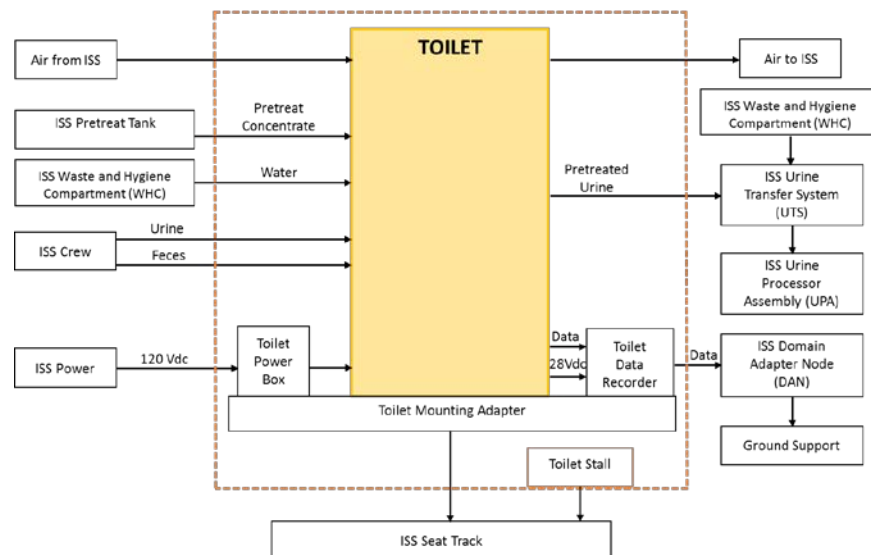 TOILET
Air from ISS
Air to ISS
ISS Pretreat Tank
Pretreat
Concentrate
ISS Waste and Hygiene
Compartment (WHC)
ISS Waste and Hygiene
Compartment (WHC)
Water
Pretreated
Urine
ISS Urine
Transfer System
(UTS)
ISS Crew
Urine
Feces
ISS Urine
Processor
Assembly (UPA)
ISS Power
120 Vdc
Toilet
Power
Box
Data
28Vdc
Toilet
Data
Recorder
Data
ISS Domain
Adapter Node
(DAN)
Toilet Mounting Adapter
Ground Support
Toilet Stall
ISS Seat Track